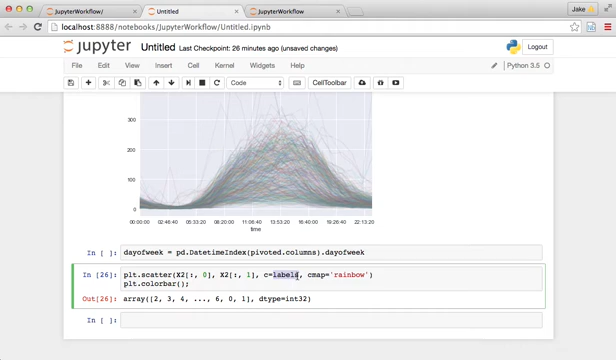 JupyterWorkflow/
Untitled
JupyterWorkflow
Jake
localhost:8888/notebooks/JupyterWorkflow/Untitled.ipynb
jupyter Untitled Last Checkpoint: 26 minutes ago (unsaved changes)
Logout
File Edit View Insert Cell Kernel Widgets Help
Python 3.5
Code
CellToolbar
300
200
100
0
00:00:00 02:46:40 05:33:20 08:20:00 11:06:40 13:53:20 16:40:00 19:26:40 22:13:20
time
In [ ]: dayofweek = pd.DatetimeIndex(pivoted.columns).dayofweek
In [26]: plt.scatter(X2[:, 0], X2[:, 1], c=labels, cmap='rainbow')
plt.colorbar();
Out[26]: array([2, 3, 4, ..., 6, 0, 1], dtype=int32)
In [ ]: